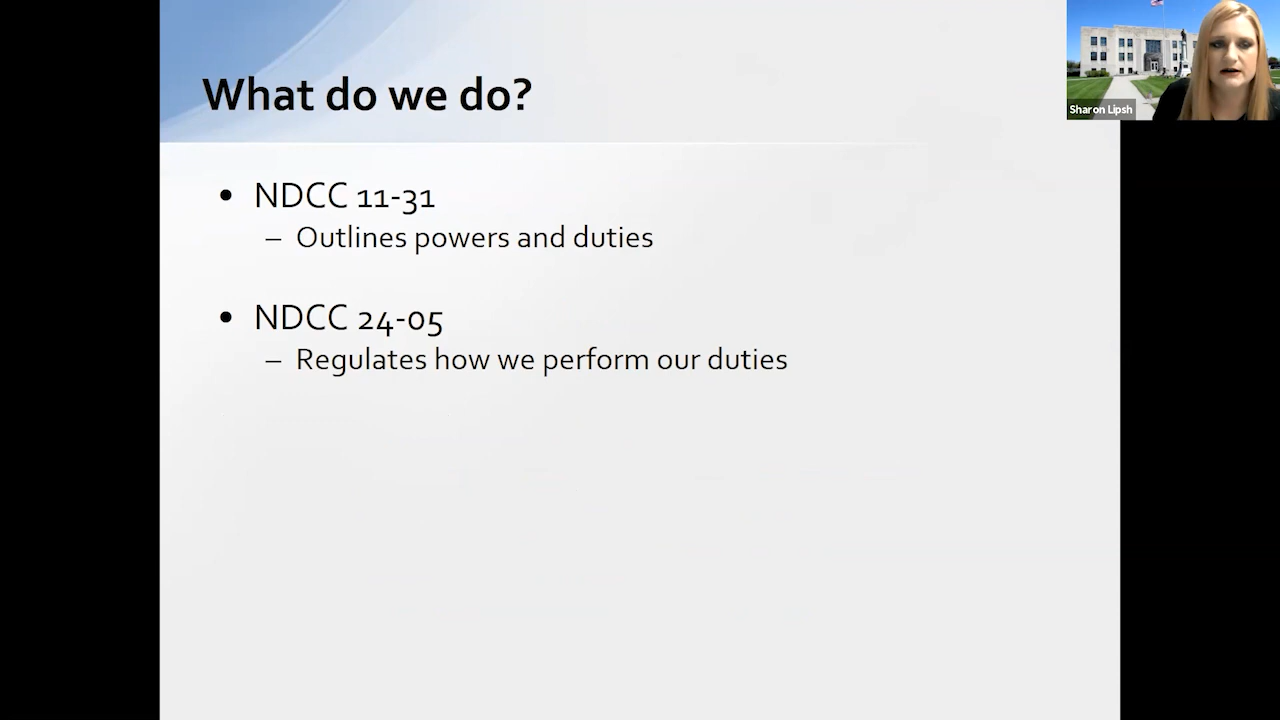 What do we do?
• NDCC 11-31
– Outlines powers and duties
• NDCC 24-05
– Regulates how we perform our duties
Sharon Lipsh